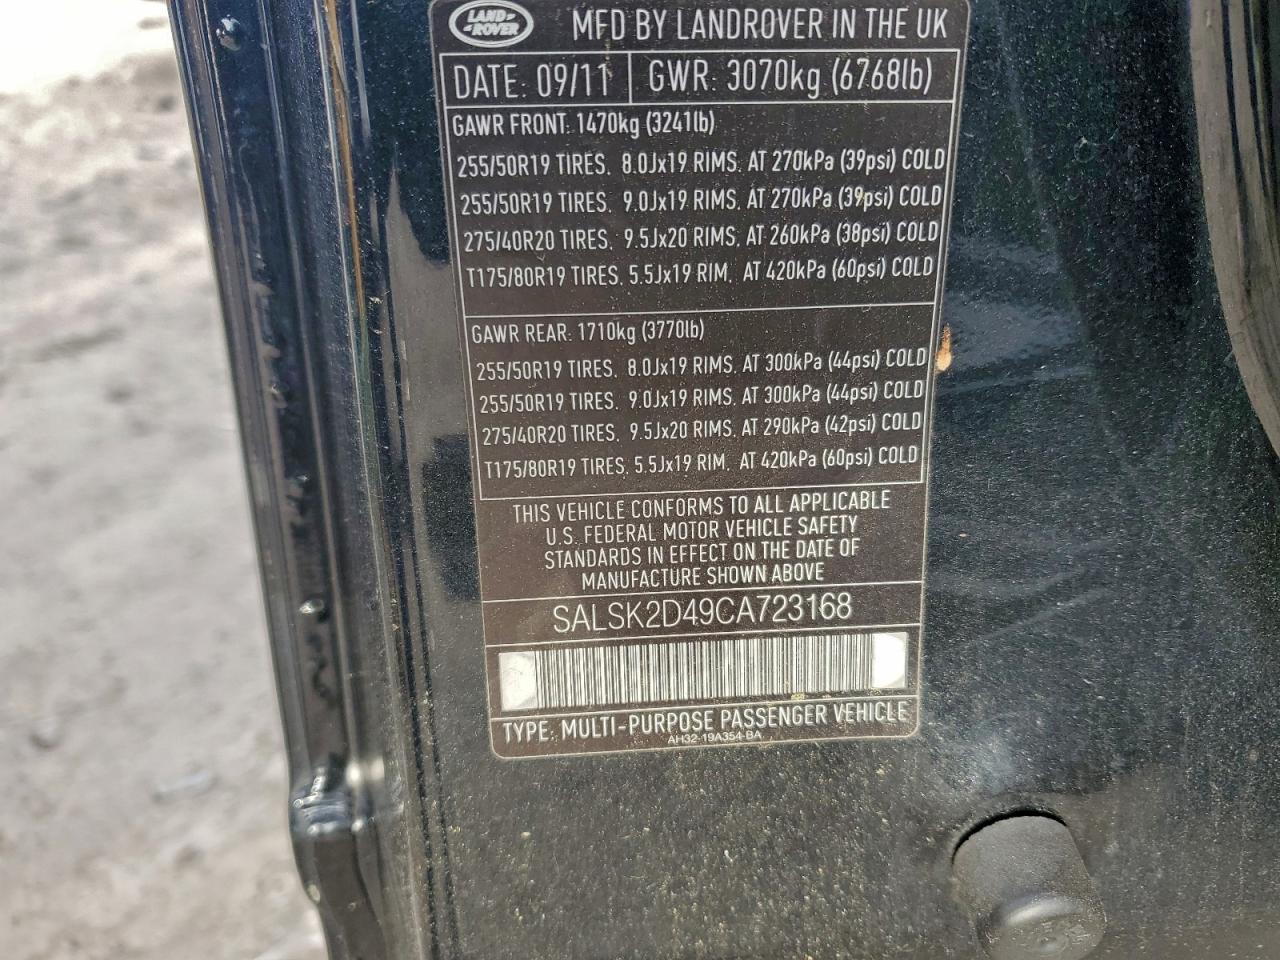 LAND
ROVER
MFD BY LANDROVER IN THE UK
DATE: 09/11 GWR: 3070kg (6768lb)
GAWR FRONT: 1470kg (3241lb)
255/50R19 TIRES, 8.0Jx19 RIMS, AT 270kPa (39psi) COLD
255/50R19 TIRES, 9.0Jx19 RIMS, AT 270kPa (39psi) COLD
275/40R20 TIRES, 9.5Jx20 RIMS, AT 260kPa (38psi) COLD
T175/80R19 TIRES, 5.5Jx19 RIM, AT 420kPa (60psi) COLD
GAWR REAR: 1710kg (3770lb)
255/50R19 TIRES, 8.0Jx19 RIMS, AT 300kPa (44psi) COLD
255/50R19 TIRES, 9.0Jx19 RIMS, AT 300kPa (44psi) COLD
275/40R20 TIRES, 9.5Jx20 RIMS, AT 290kPa (42psi) COLD
T175/80R19 TIRES, 5.5Jx19 RIM, AT 420kPa (60psi) COLD
THIS VEHICLE CONFORMS TO ALL APPLICABLE
U.S. FEDERAL MOTOR VEHICLE SAFETY
STANDARDS IN EFFECT ON THE DATE OF
MANUFACTURE SHOWN ABOVE
SALSK2D49CA723168
TYPE: MULTI-PURPOSE PASSENGER VEHICLE
AH32-19A354-BA